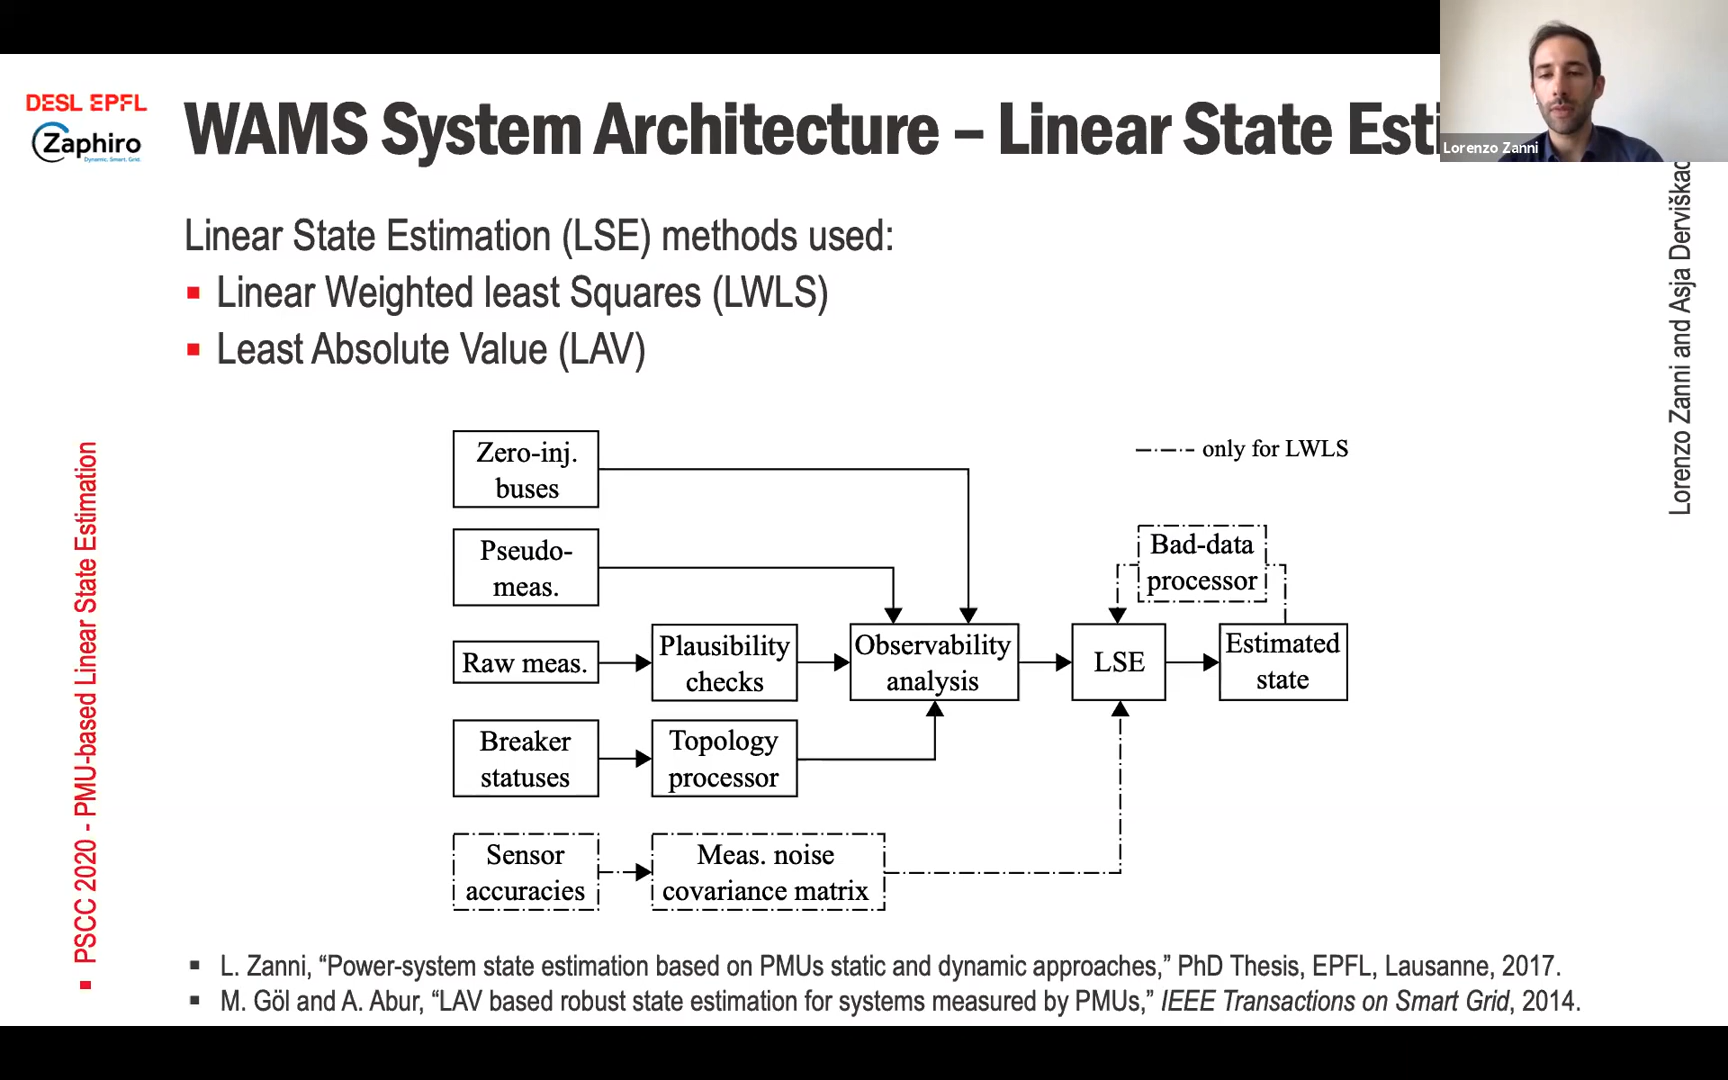 DESL EPFL
Zaphiro
Dynamic. Smart. Grid.
WAMS System Architecture – Linear State Esti
Lorenzo Zanni
Linear State Estimation (LSE) methods used:
▪ Linear Weighted least Squares (LWLS)
▪ Least Absolute Value (LAV)
Lorenzo Zanni and Asja
PSCC 2020 - PMU-based Linear State Estimation
Zero-inj.
buses
only for LWLS
Pseudo-
meas.
Bad-data
processor
Raw meas.
Plausibility
checks
Observability
analysis
LSE
Estimated
state
Breaker
statuses
Topology
processor
Sensor
accuracies
Meas. noise
covariance matrix
▪ L. Zanni, “Power-system state estimation based on PMUs static and dynamic approaches,” PhD Thesis, EPFL, Lausanne, 2017.
▪ M. Göl and A. Abur, “LAV based robust state estimation for systems measured by PMUs,” IEEE Transactions on Smart Grid, 2014.